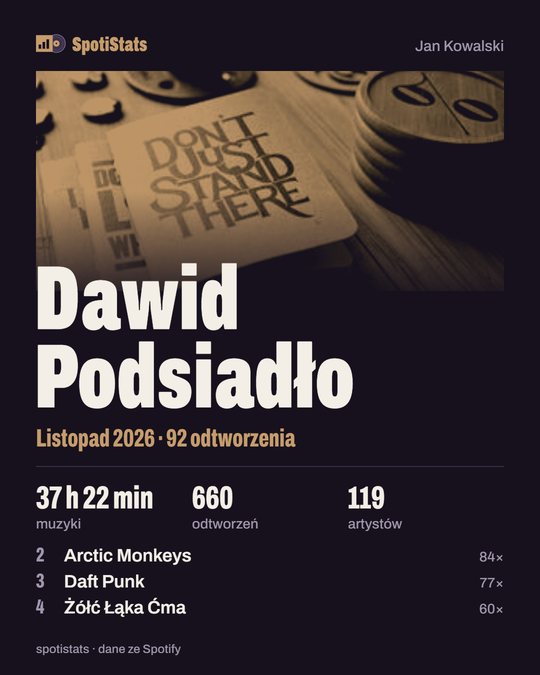 SpotiStats
Jan Kowalski
DON'T
JUST
STAND
THERE
Dawid
Podsiadło
Listopad 2026 · 92 odtworzenia
37 h 22 min 660 119
muzyki odtworzeń artystów
2 Arctic Monkeys 84×
3 Daft Punk 77×
4 Żółć Łąka Ćma 60×
spotistats · dane ze Spotify